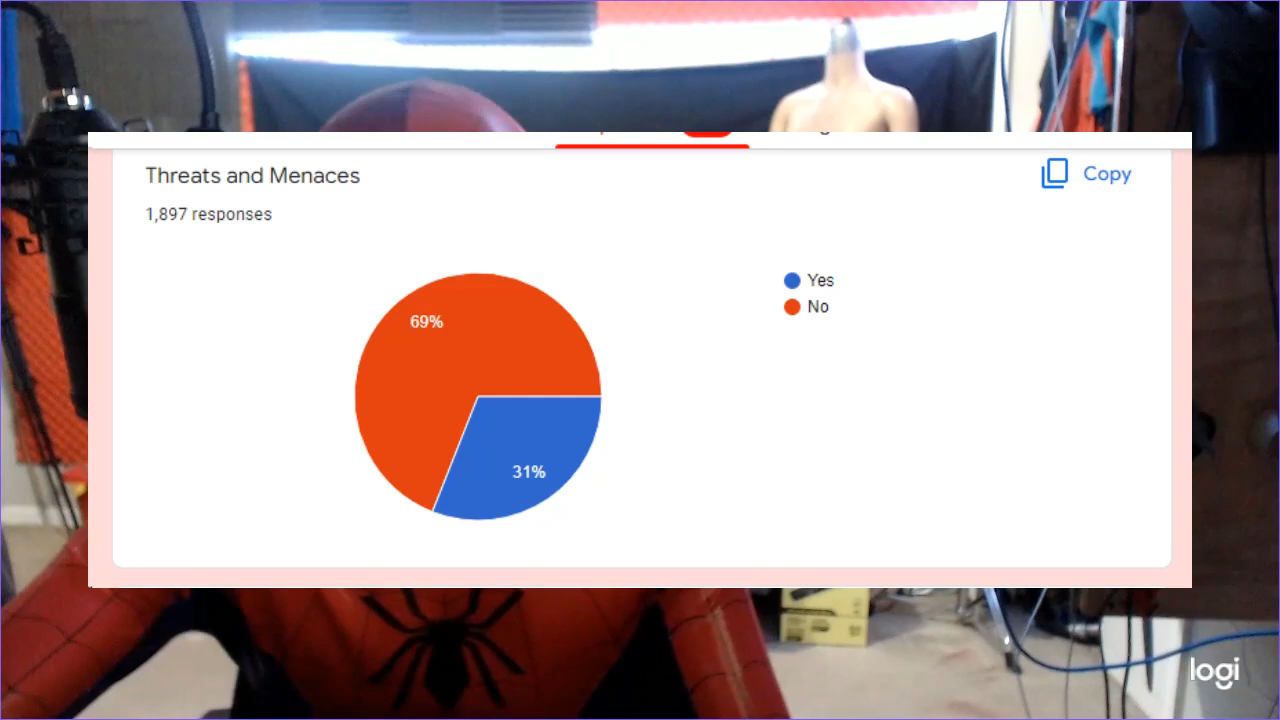 Threats and Menaces
Copy
1,897 responses
Yes
No
69%
31%
logi